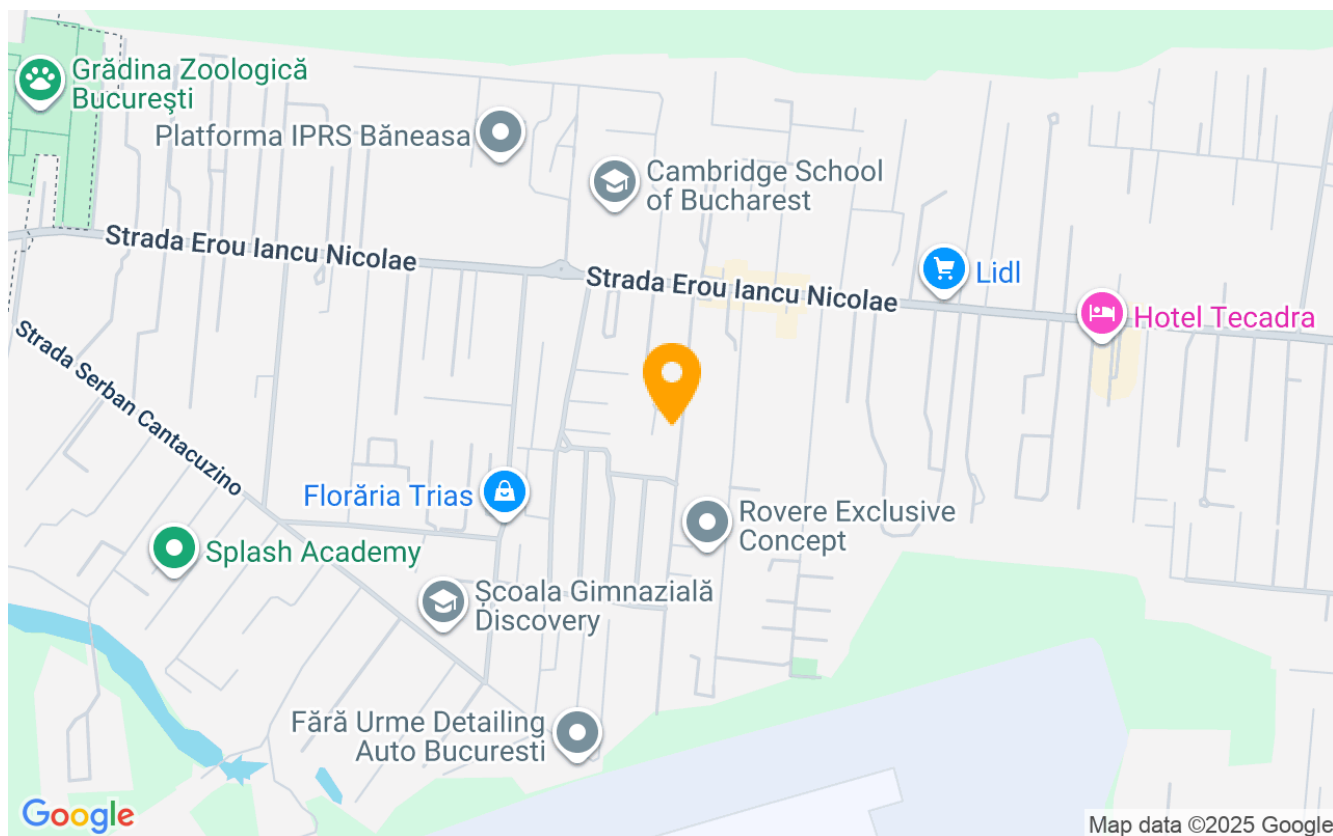 Grădina Zoologică
Bucureşti
Platforma IPRS Băneasa
Cambridge School
of Bucharest
Strada Erou Iancu Nicolae
Strada Erou Iancu Nicolae
Lidl
Hotel Tecadra
Strada Serban Cantacuzino
Florăria Trias
Rovere Exclusive
Concept
Splash Academy
Școala Gimnazială
Discovery
Fără Urme Detailing
Auto Bucuresti
Google
Map data ©2025 Google